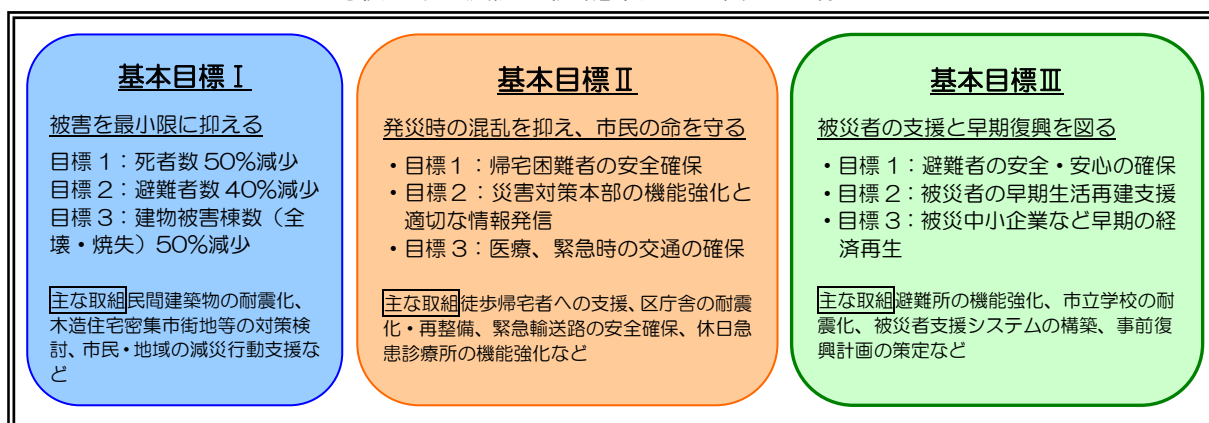 基本目標Ⅰ
被害を最小限に抑える
目標1：死者数50%減少
目標2：避難者数40%減少
目標3：建物被害棟数（全
壊・焼失）50%減少
主な取組民間建築物の耐震化、
木造住宅密集市街地等の対策検
討、市民・地域の減災行動支援な
ど
基本目標Ⅱ
発災時の混乱を抑え、市民の命を守る
・目標1：帰宅困難者の安全確保
・目標2：災害対策本部の機能強化と
適切な情報発信
・目標3：医療、緊急時の交通の確保
主な取組徒歩帰宅者への支援、区庁舎の耐震
化・再整備、緊急輸送路の安全確保、休日急
患診療所の機能強化など
基本目標Ⅲ
被災者の支援と早期復興を図る
・目標1：避難者の安全・安心の確保
・目標2：被災者の早期生活再建支援
・目標3：被災中小企業など早期の経
済再生
主な取組避難所の機能強化、市立学校の耐
震化、被災者支援システムの構築、事前復
興計画の策定など